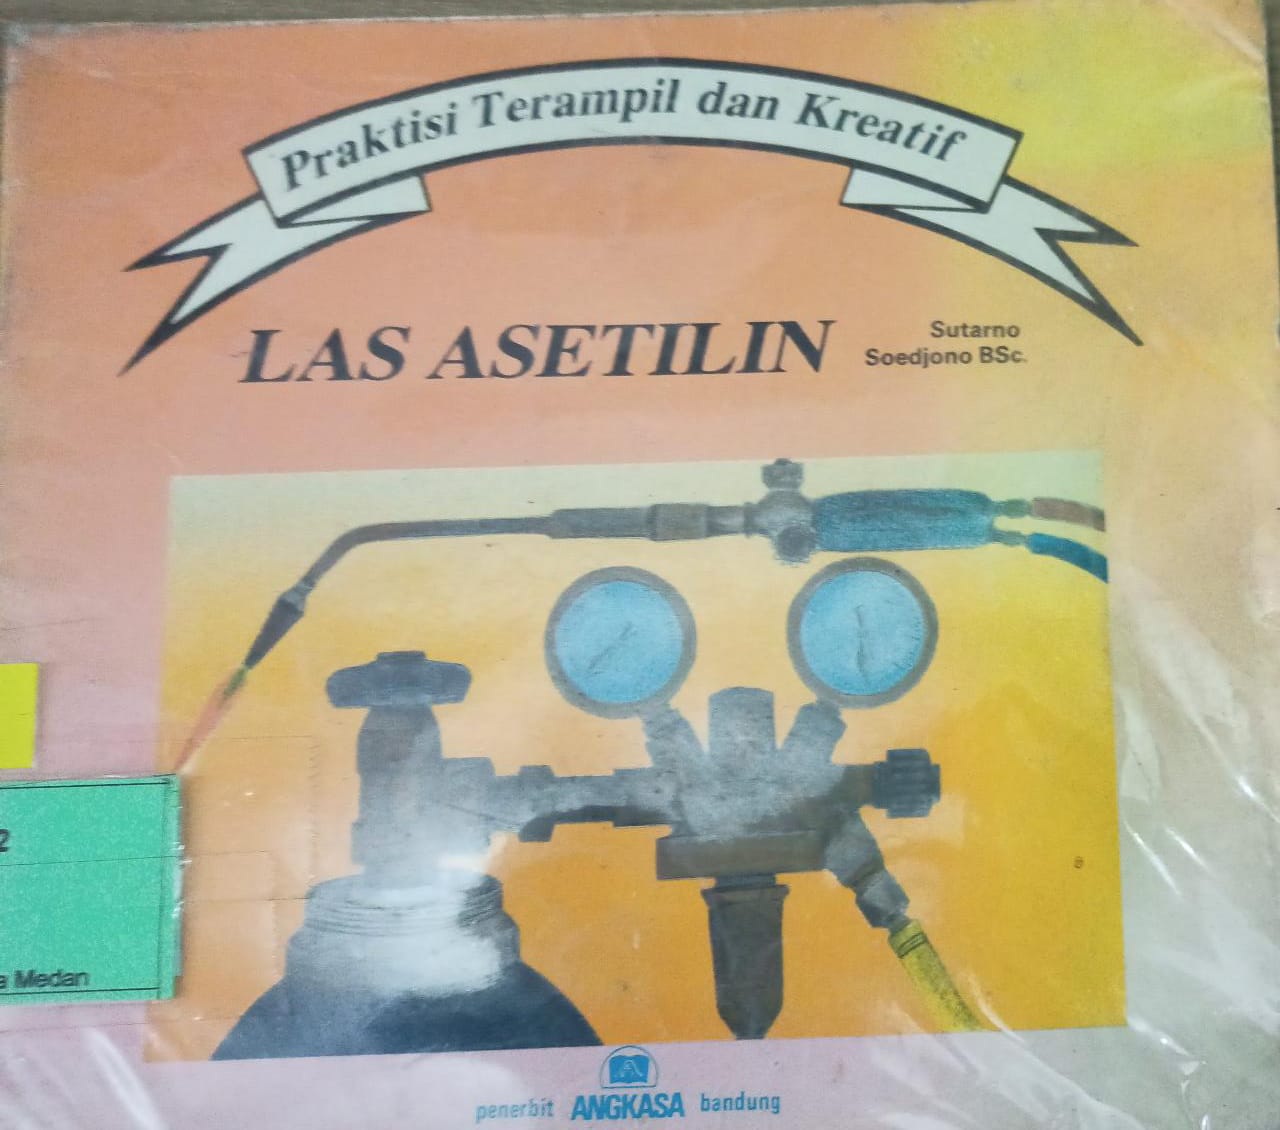 Praktisi Terampil dan Kreatif
LAS ASETILIN
Sutarno
Soedjono BSc.
2
a Medan
penerbit ANGKASA bandung